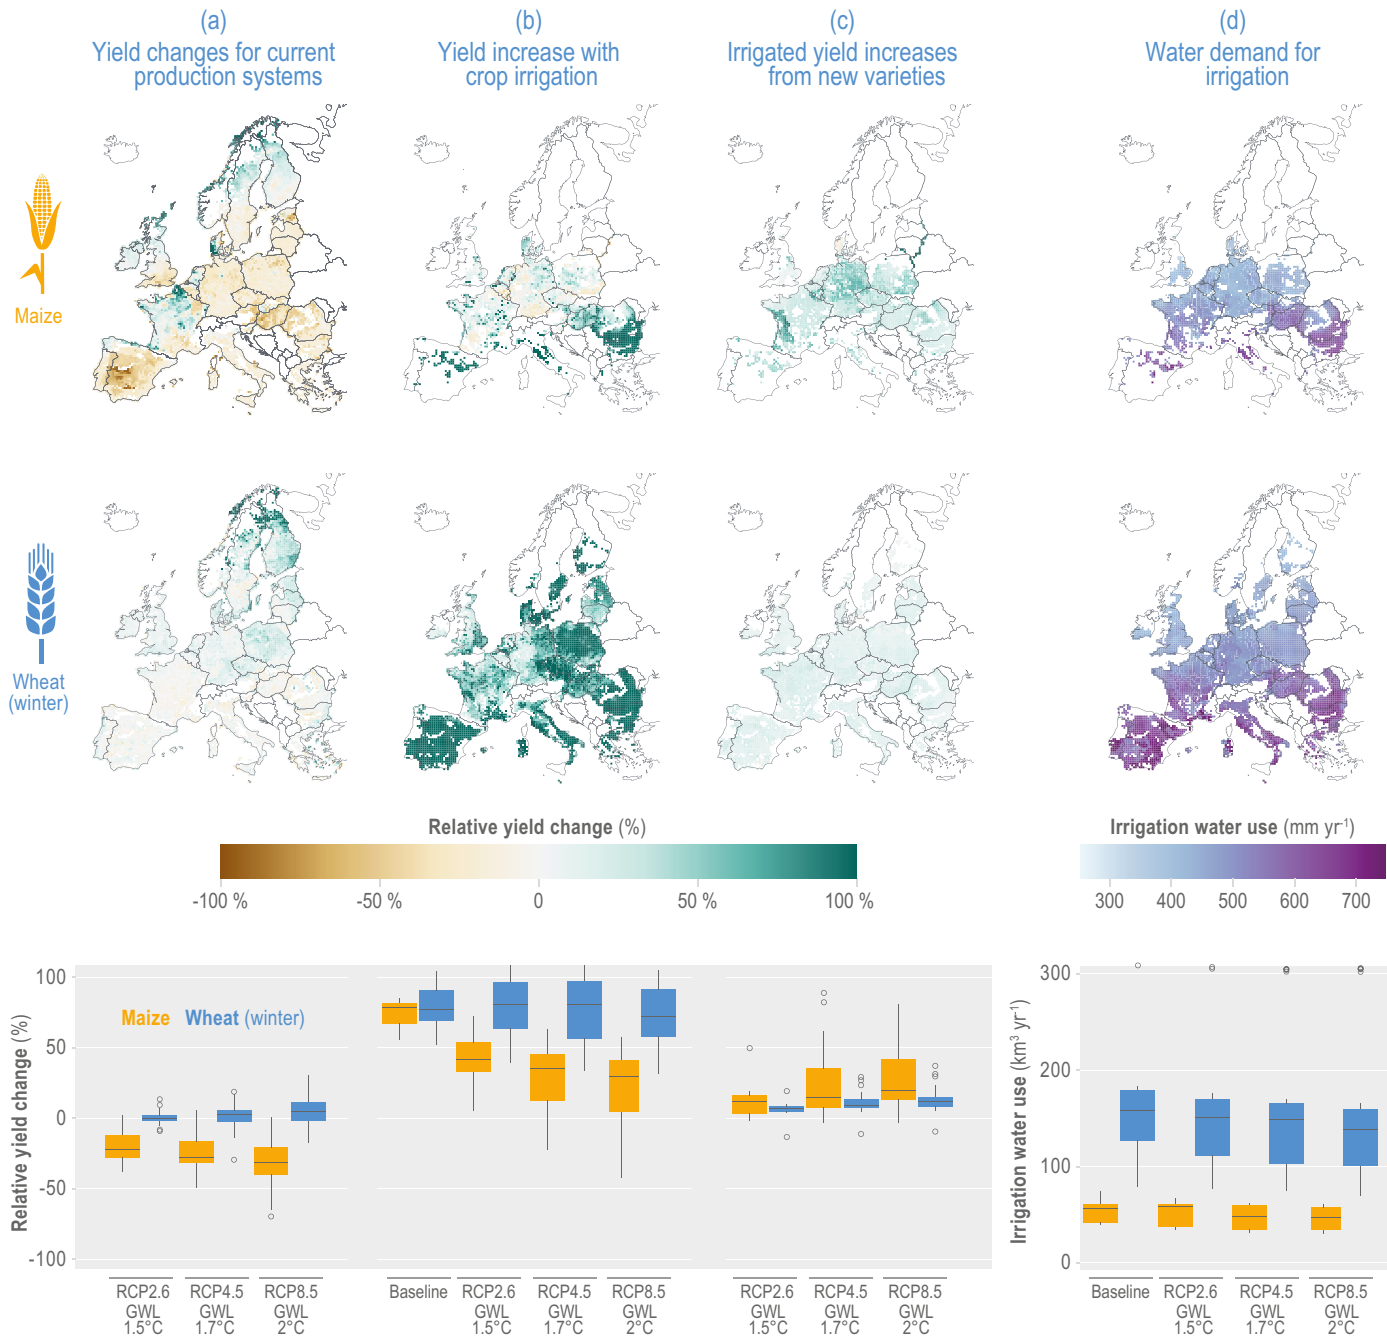 (a)
Yield changes for current
production systems
(b)
Yield increase with
crop irrigation
(c)
Irrigated yield increases
from new varieties
(d)
Water demand for
irrigation
Maize
Wheat
(winter)
Relative yield change (%)
-100 %
-50 %
0
50 %
100 %
Irrigation water use (mm yr-1)
300
400
500
600
700
Relative yield change (%)
100
50
0
-50
-100
Maize Wheat (winter)
RCP2.6
GWL
1.5°C
RCP4.5
GWL
1.7°C
RCP8.5
GWL
2°C
Baseline
RCP2.6
GWL
1.5°C
RCP4.5
GWL
1.7°C
RCP8.5
GWL
2°C
RCP2.6
GWL
1.5°C
RCP4.5
GWL
1.7°C
RCP8.5
GWL
2°C
Irrigation water use (km3 yr-1)
300
200
100
0
Baseline
RCP2.6
GWL
1.5°C
RCP4.5
GWL
1.7°C
RCP8.5
GWL
2°C